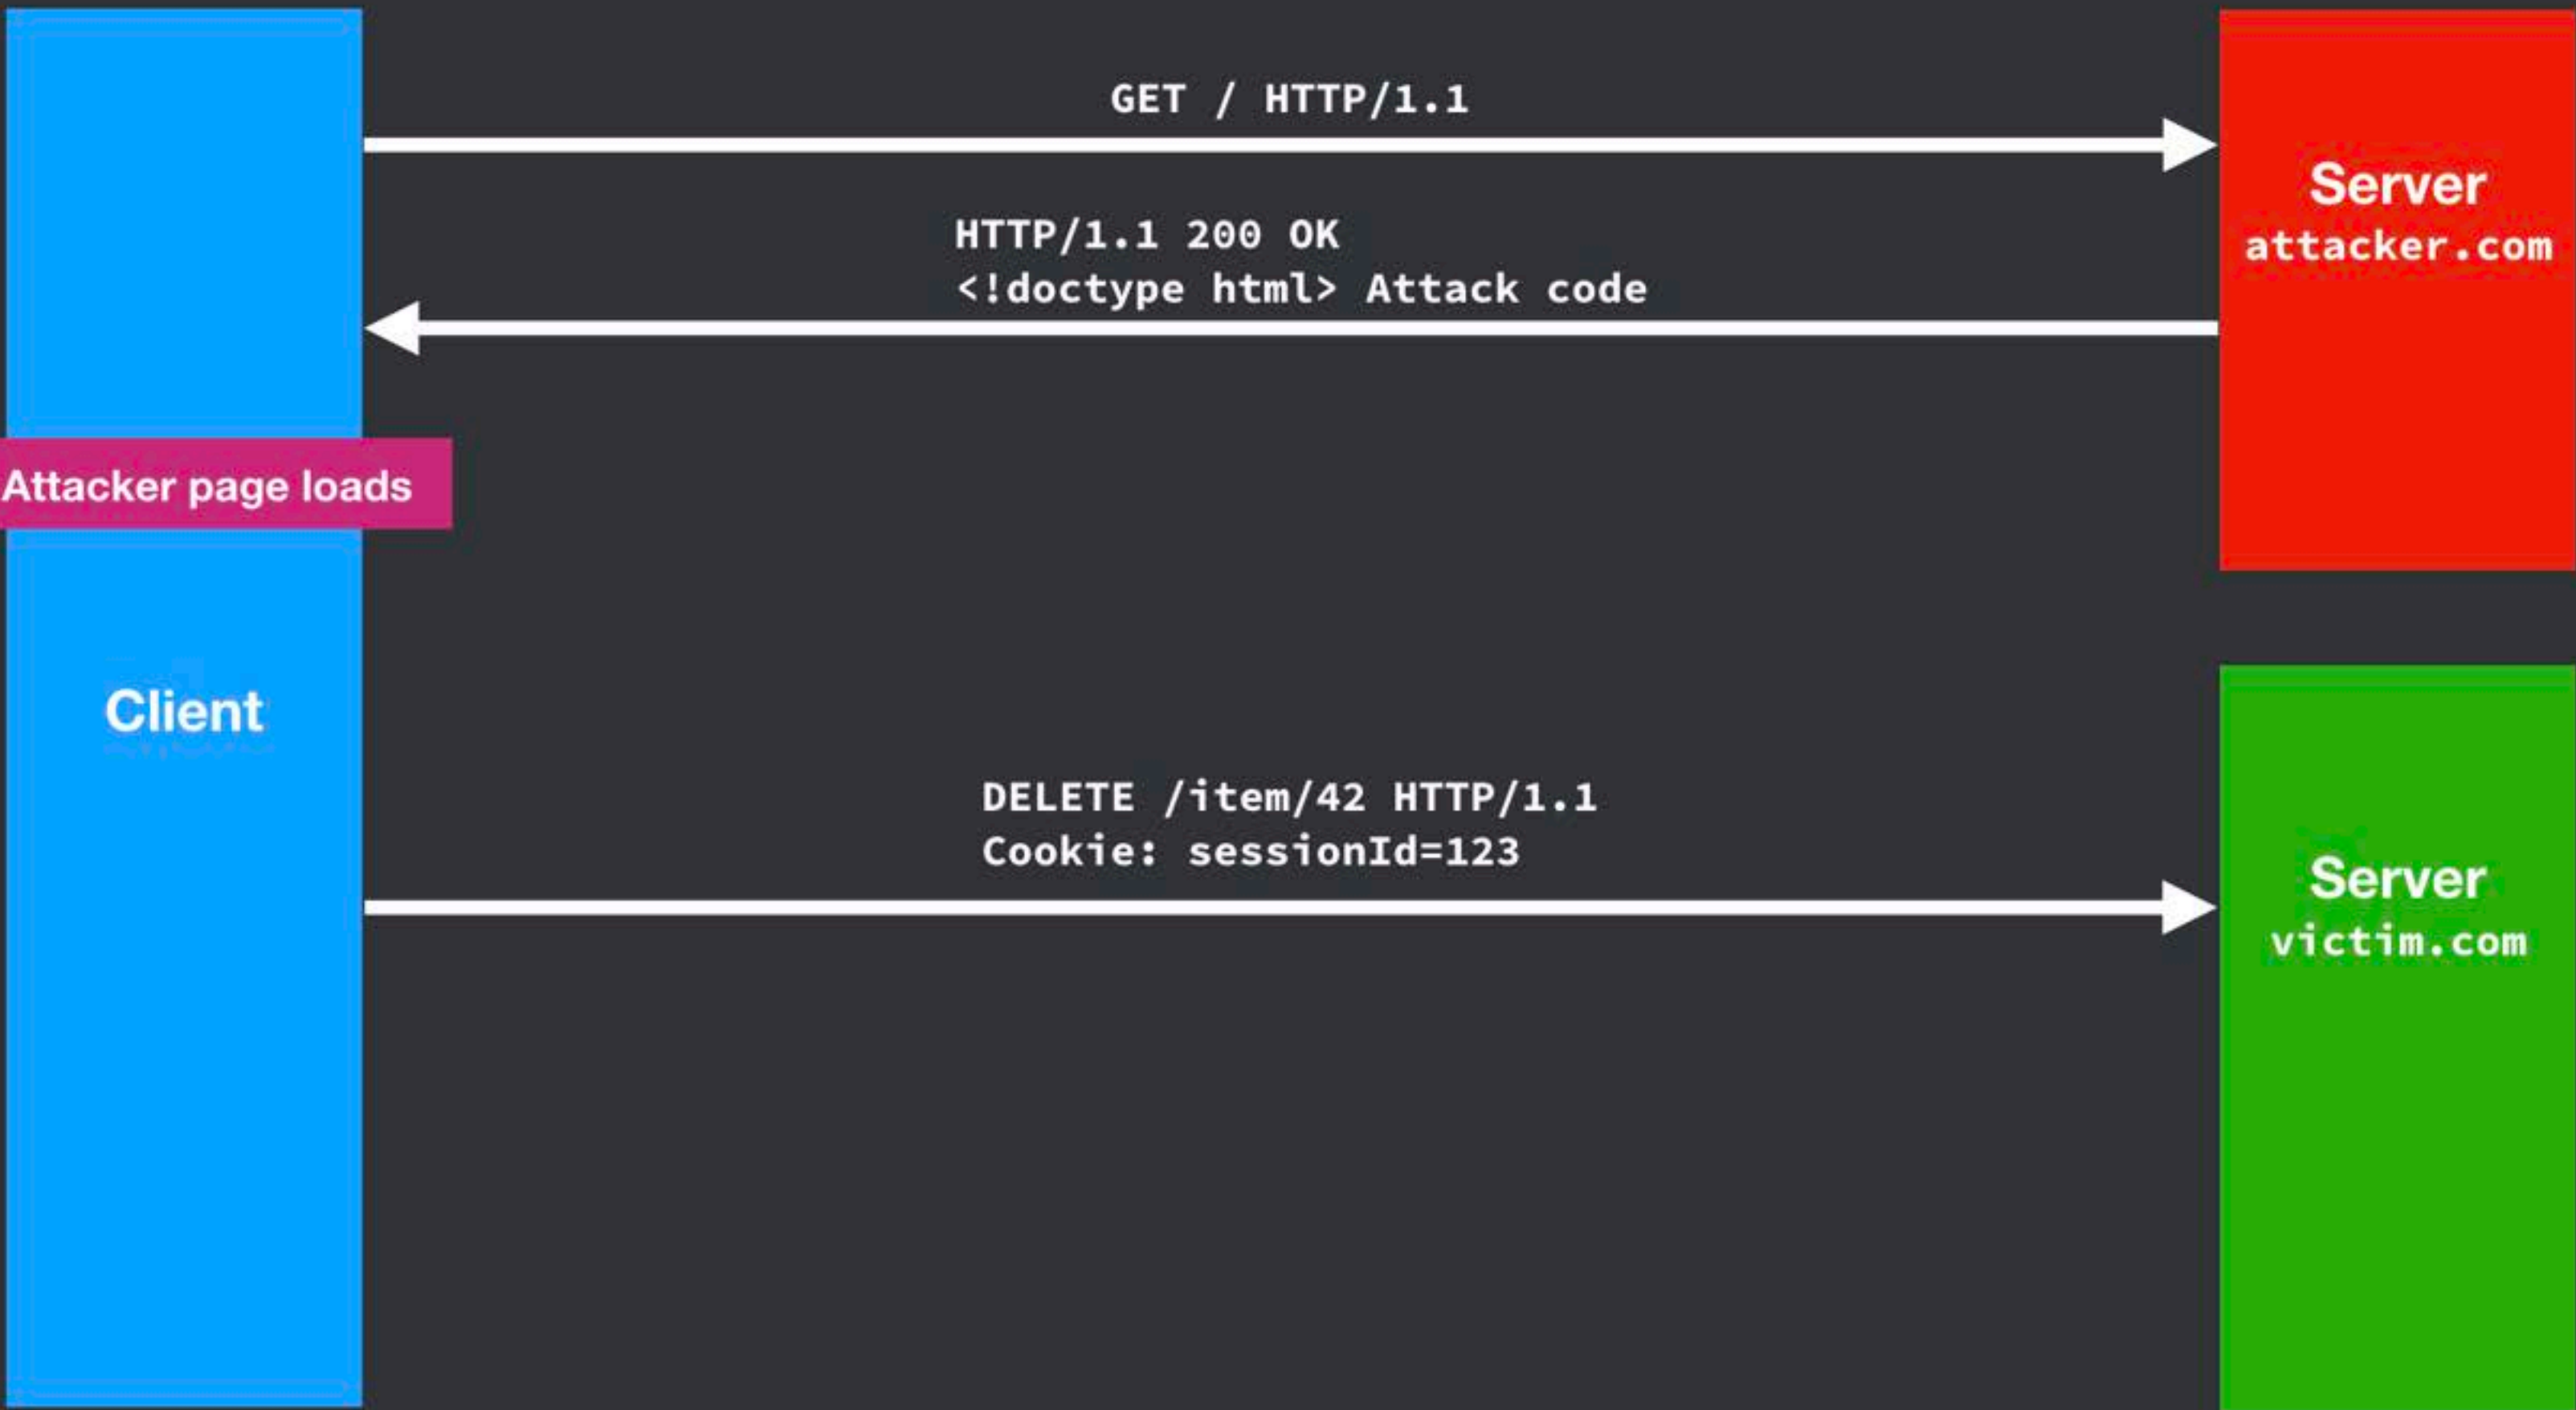 GET / HTTP/1.1
Server
attacker.com
HTTP/1.1 200 OK
<!doctype html> Attack code
Attacker page loads
Client
DELETE /item/42 HTTP/1.1
Cookie: sessionId=123
Server
victim.com